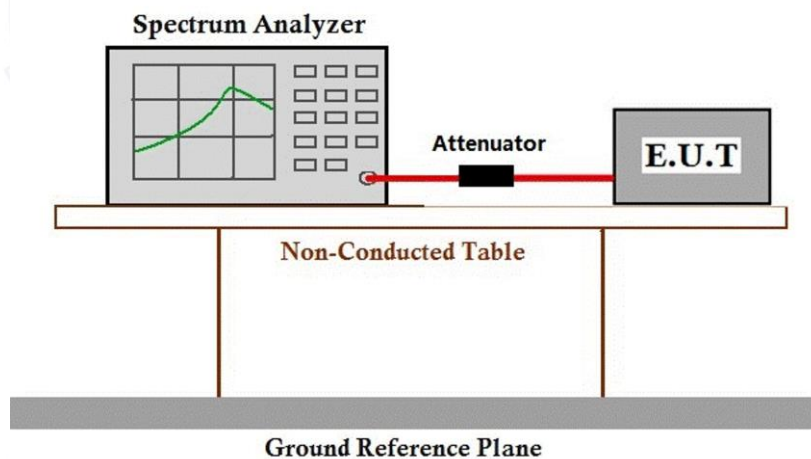 Spectrum Analyzer
Attenuator
E.U.T
Non-Conducted Table
Ground Reference Plane